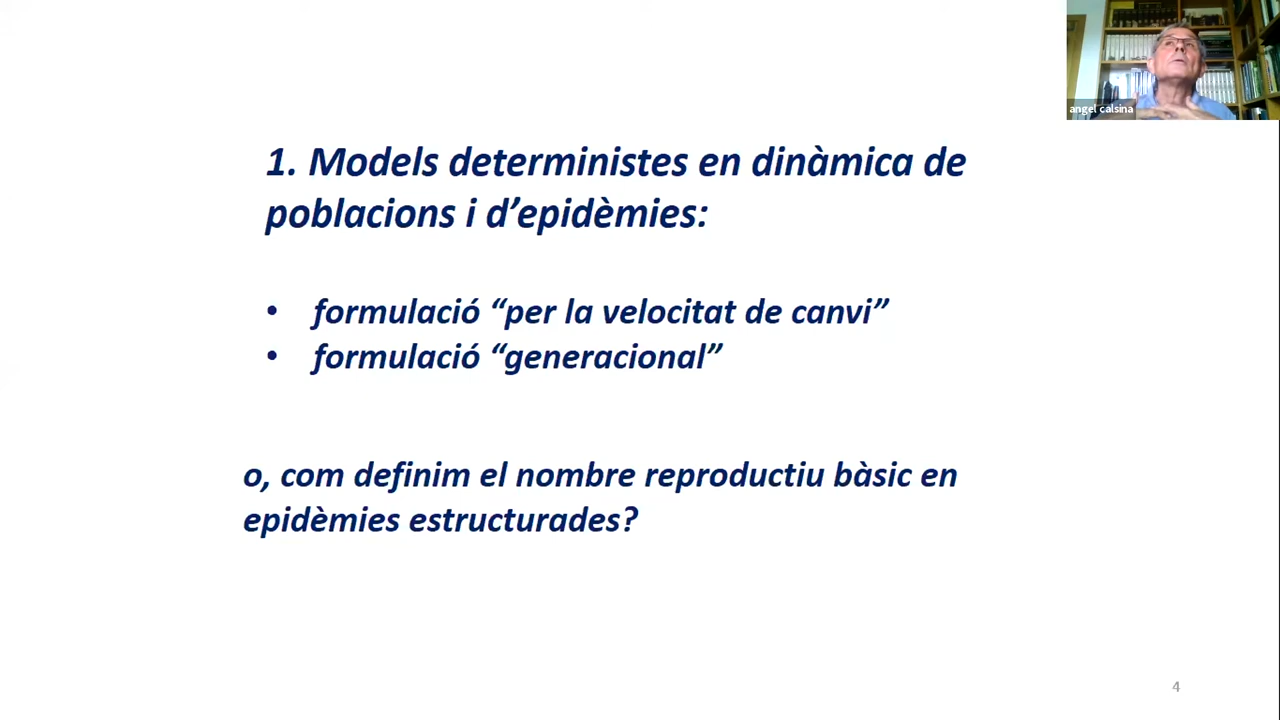 angel calsina
1. Models deterministes en dinàmica de
poblacions i d’epidèmies:
• formulació “per la velocitat de canvi”
• formulació “generacional”
o, com definim el nombre reproductiu bàsic en
epidèmies estructurades?
4